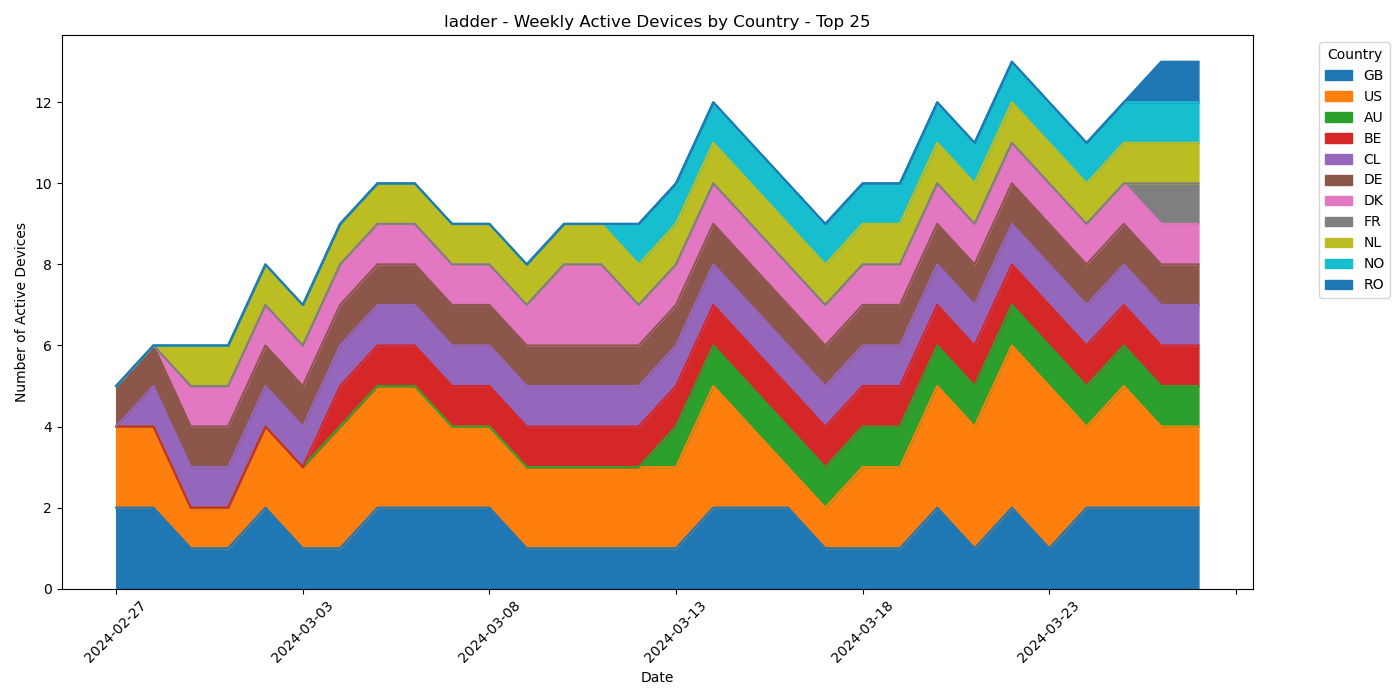 ladder - Weekly Active Devices by Country - Top 25
Number of Active Devices
12
10
8
6
4
2
0
2024-02-27
2024-03-03
2024-03-08
2024-03-13
2024-03-18
2024-03-23
Date
Country
GB
US
AU
BE
CL
DE
DK
FR
NL
NO
RO